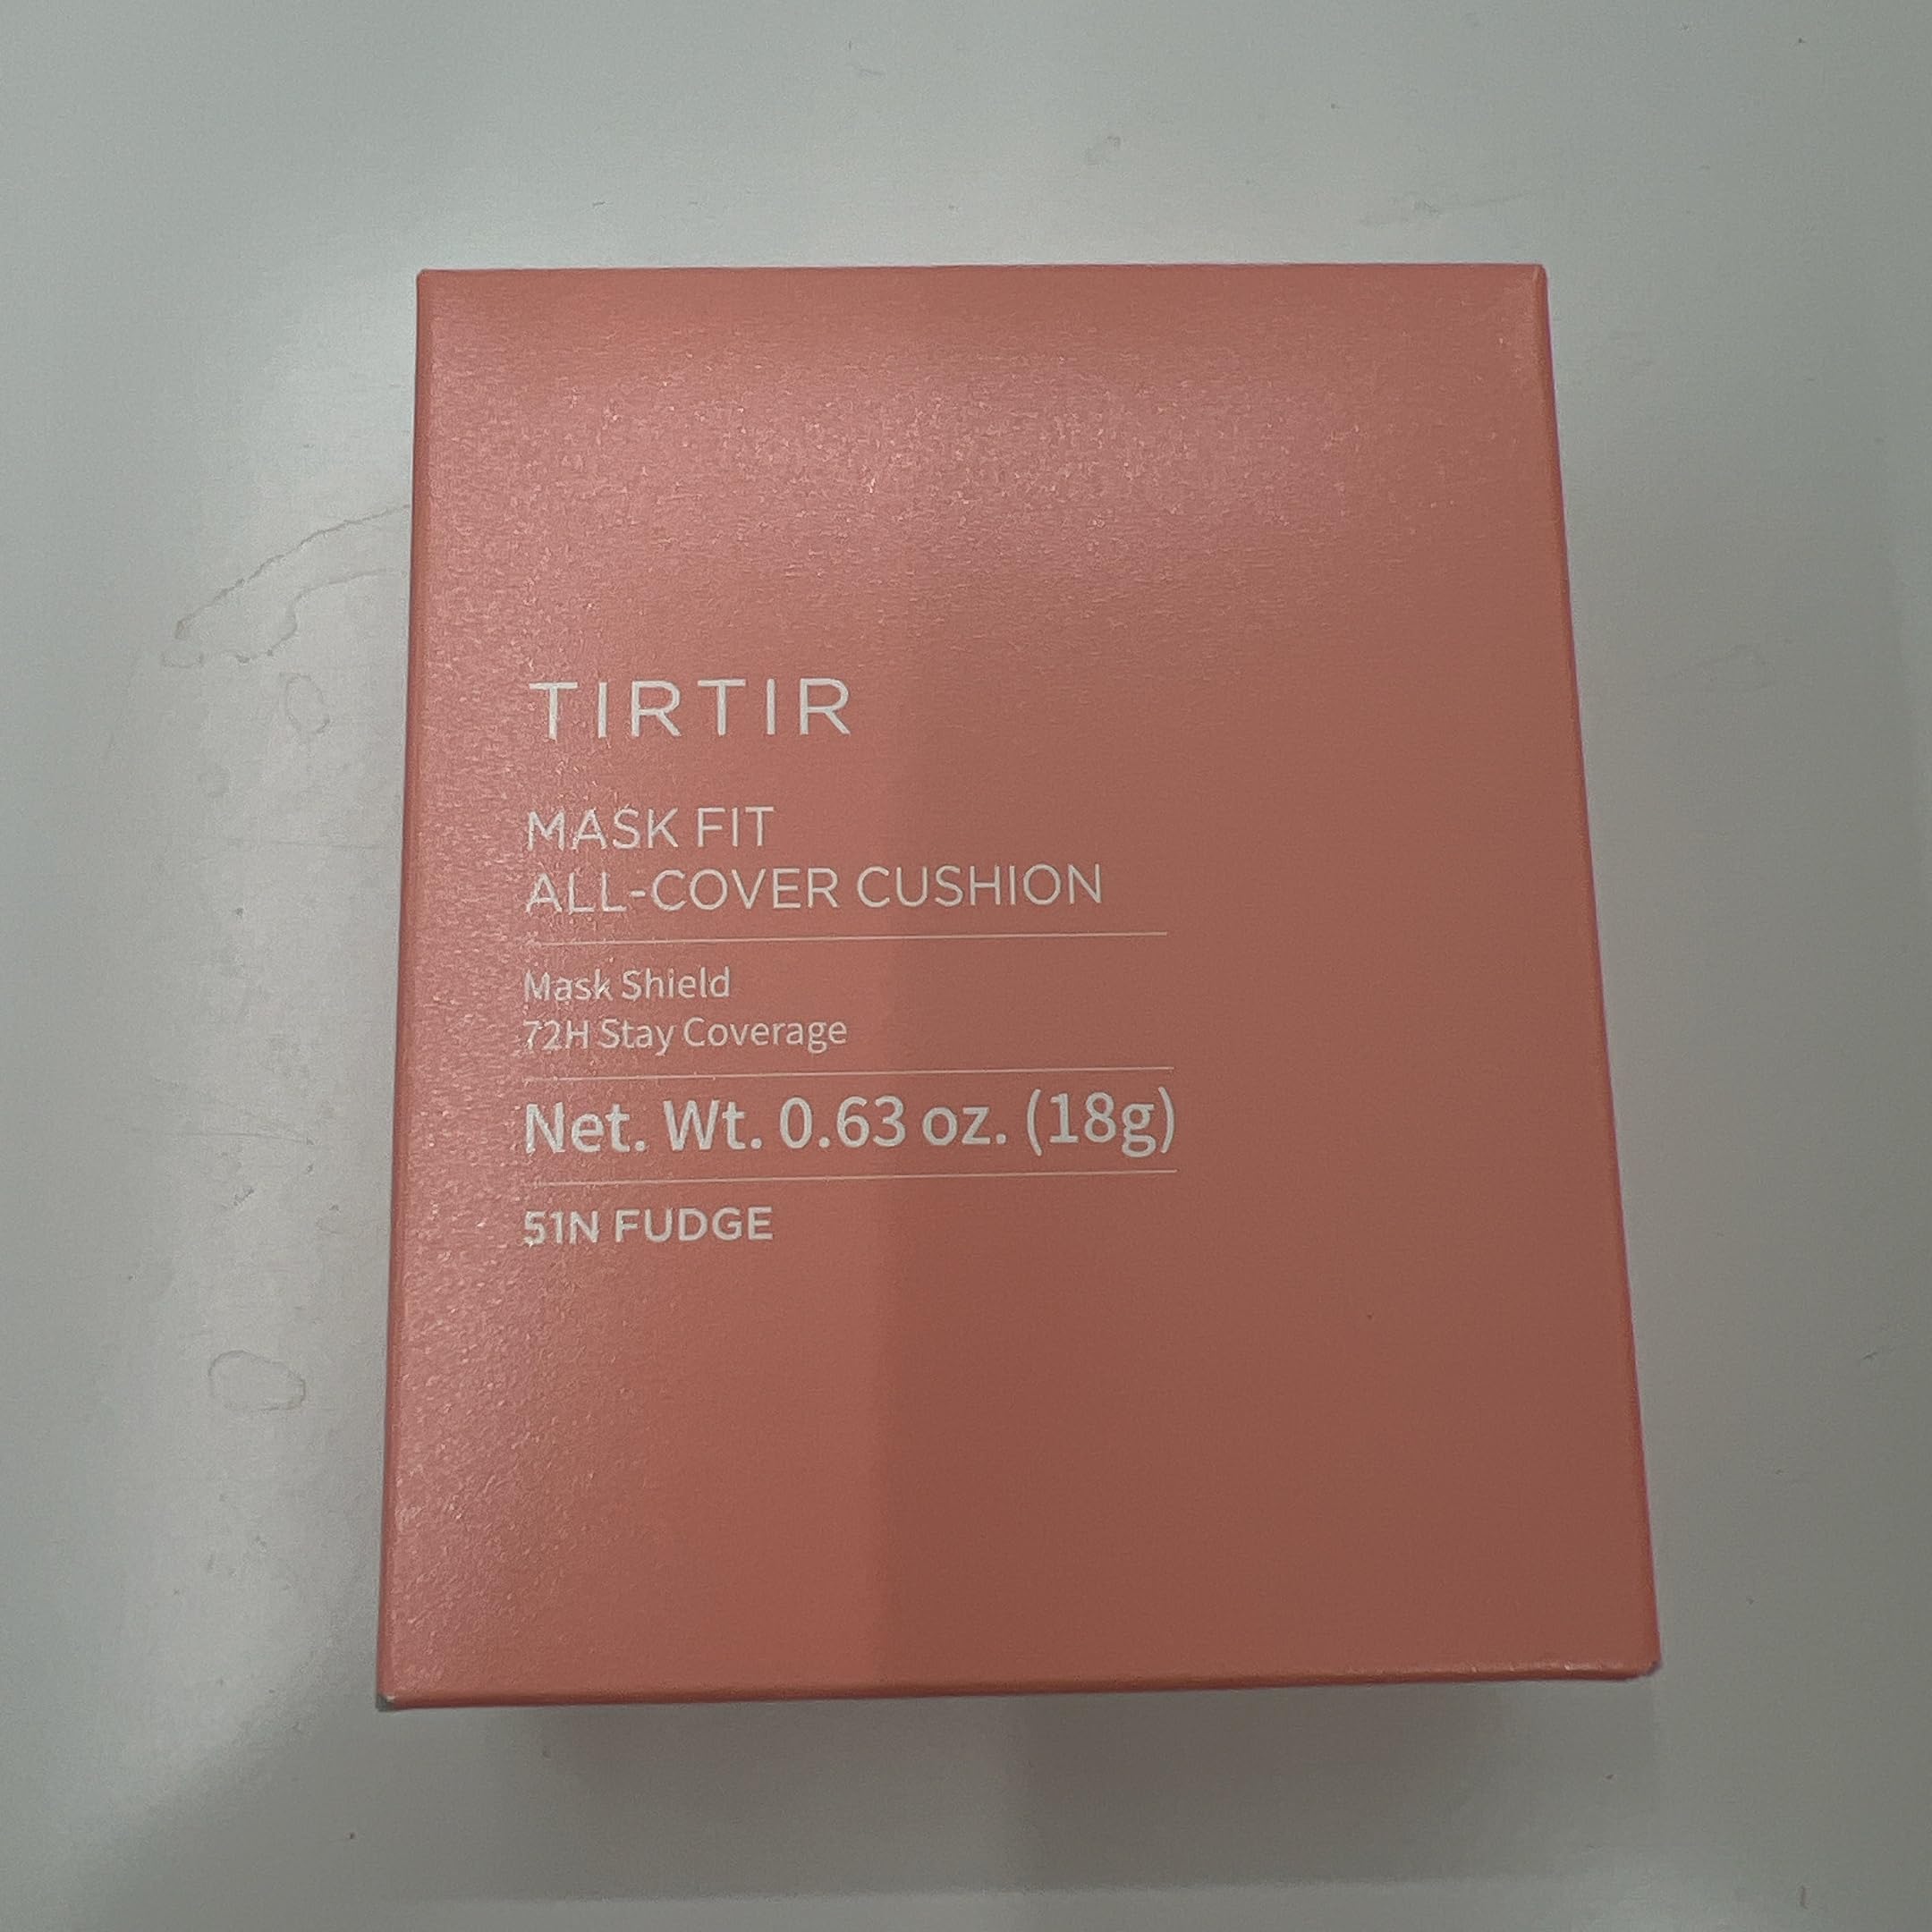 TIRTIR
MASK FIT
ALL-COVER CUSHION
Mask Shield
72H Stay Coverage
Net. Wt. 0.63 oz. (18g)
51N FUDGE